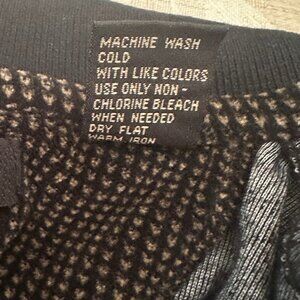 MACHINE WASH
COLD
WITH LIKE COLORS
USE ONLY NON-
CHLORINE BLEACH
WHEN NEEDED
DRY FLAT
WARM IRON